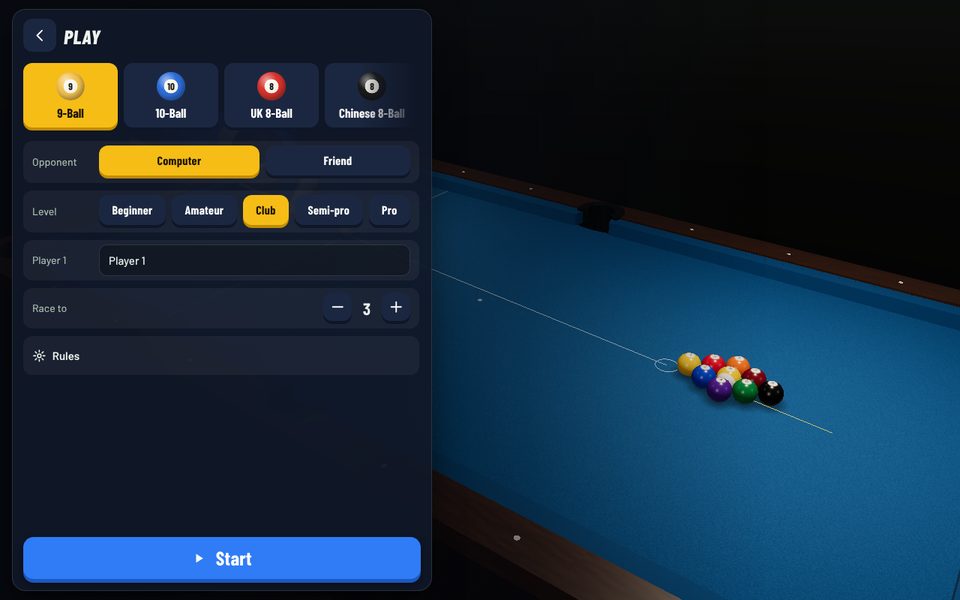 PLAY
9
10
8
8
9-Ball
10-Ball
UK 8-Ball
Chinese 8-Ball
Opponent
Computer
Friend
Level
Beginner
Amateur
Club
Semi-pro
Pro
Player 1
Player 1
Race to
3
Rules
Start